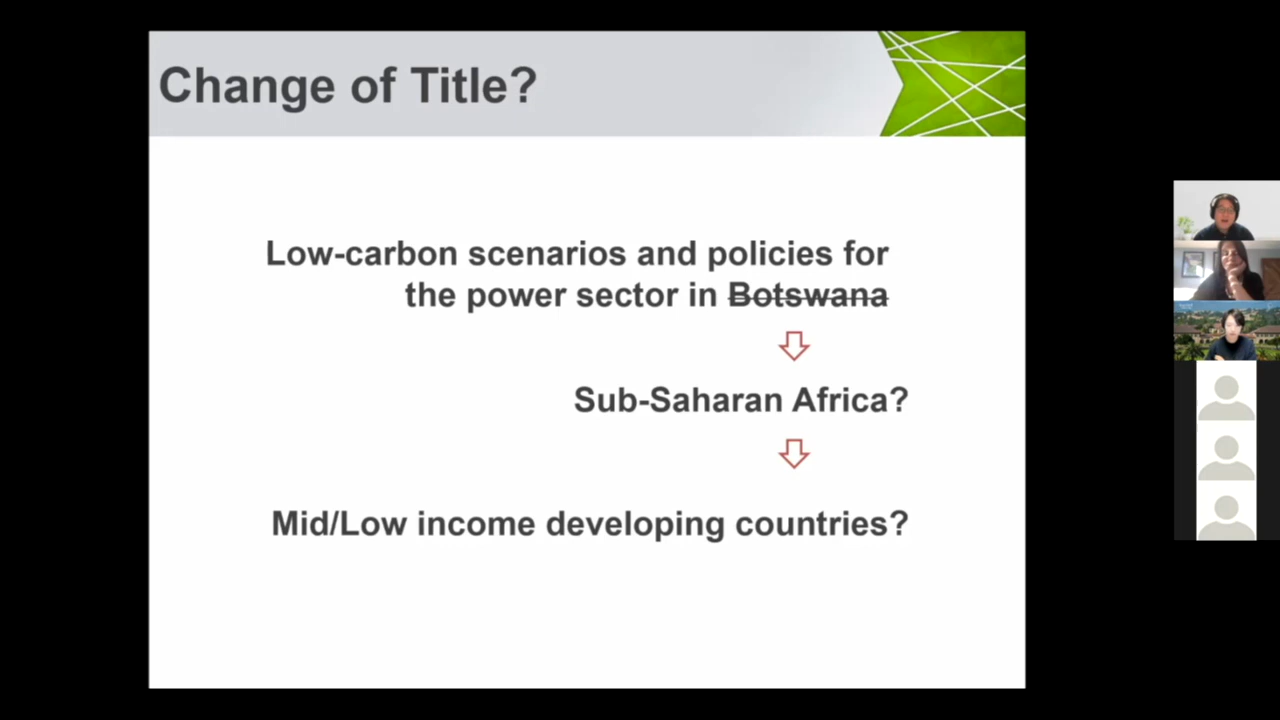 Change of Title?
Low-carbon scenarios and policies for
the power sector in Botswana
Sub-Saharan Africa?
Mid/Low income developing countries?